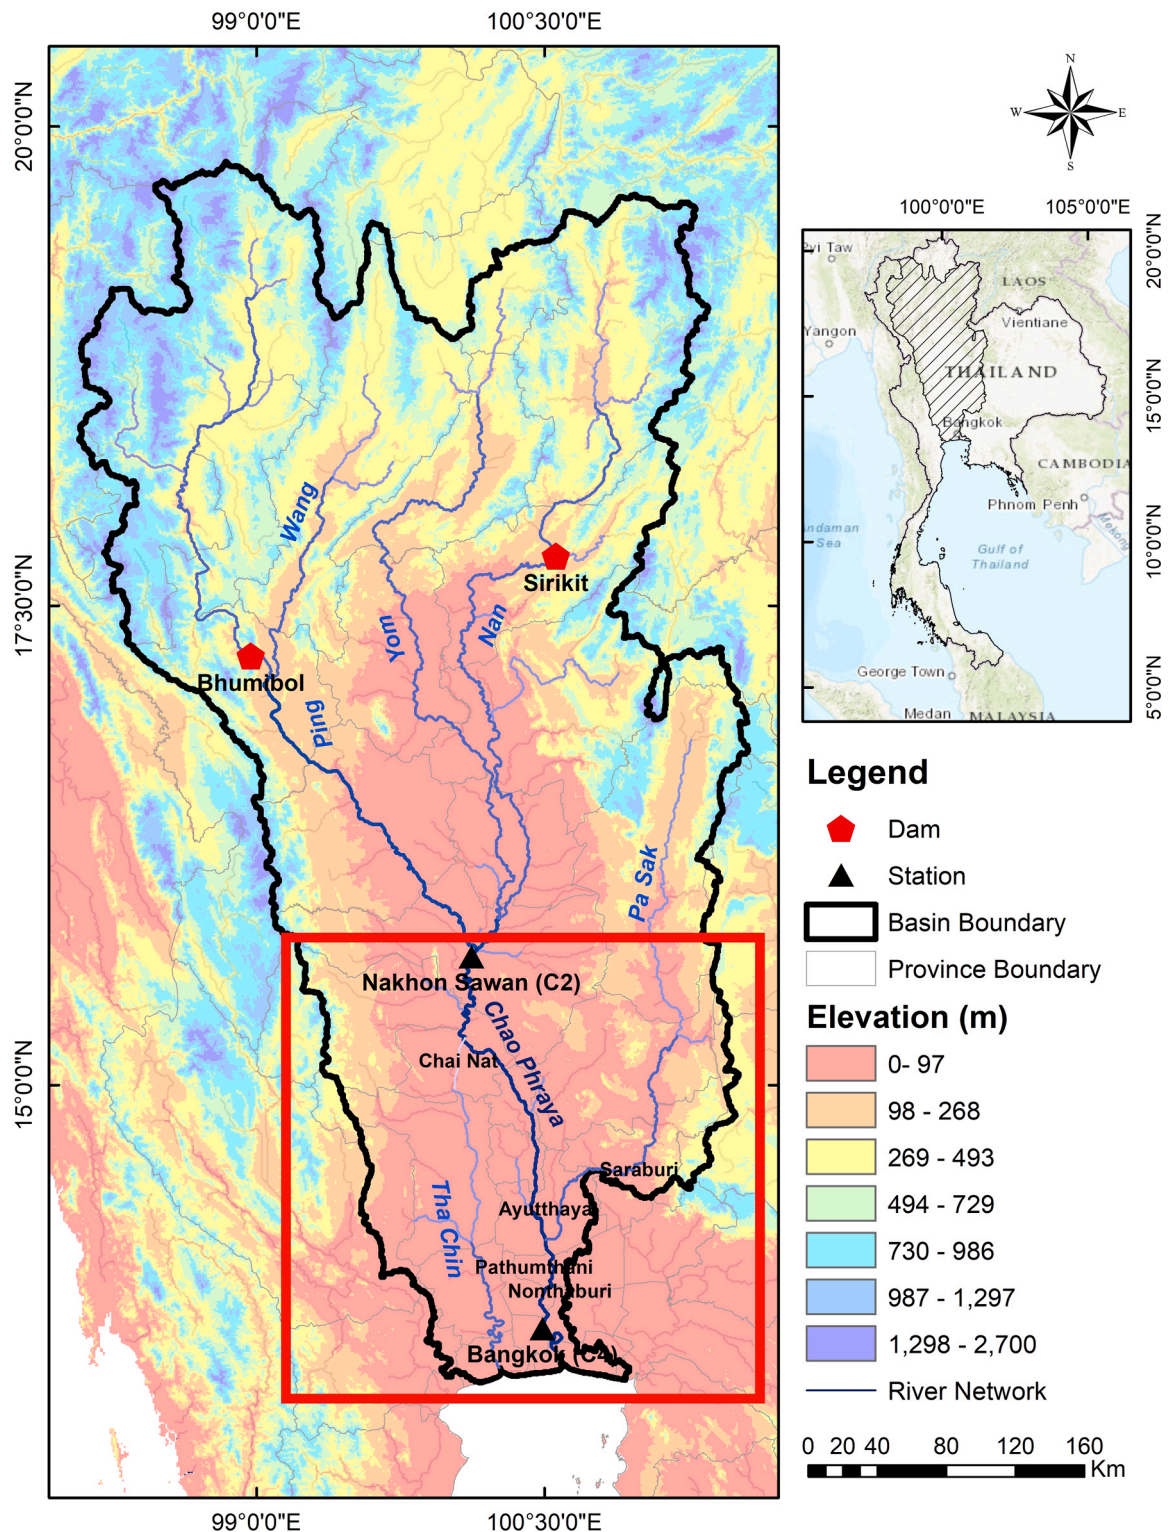 99°0'0"E
100°30'0"E
20°0'0"N
17°30'0"N
15°0'0"N
Wang
Yom
Nan
Sirikit
Bhumibol
Ping
Pa Sak
Nakhon Sawan (C2)
Chao Phraya
Chai Nat
Saraburi
Tha Chin
Ayutthaya
Pathumthani
Nonthaburi
Bangkok (C4)
99°0'0"E
100°30'0"E
N
W
E
S
100°0'0"E
105°0'0"E
20°0'0"N
15°0'0"N
10°0'0"N
5°0'0"N
yi Taw
LAOS
Yangon
Vientiane
THAILAND
Bangkok
CAMBODIA
Phnom Penh
Mekong
ndaman
Sea
Gulf of
Thailand
George Town
Medan
MALAYSIA
Legend
Dam
Station
Basin Boundary
Province Boundary
Elevation (m)
0- 97
98 - 268
269 - 493
494 - 729
730 - 986
987 - 1,297
1,298 - 2,700
River Network
0 20 40 80 120 160
Km